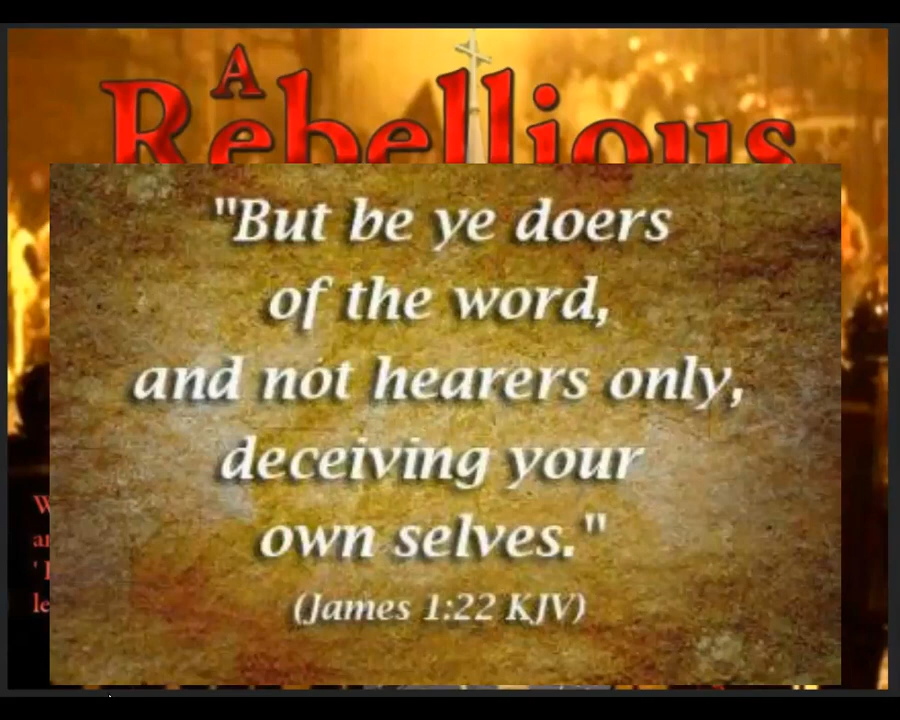 A
Rebellious
"But be ye doers
of the word,
and not hearers only,
deceiving your
own selves."
(James 1:22 KJV)